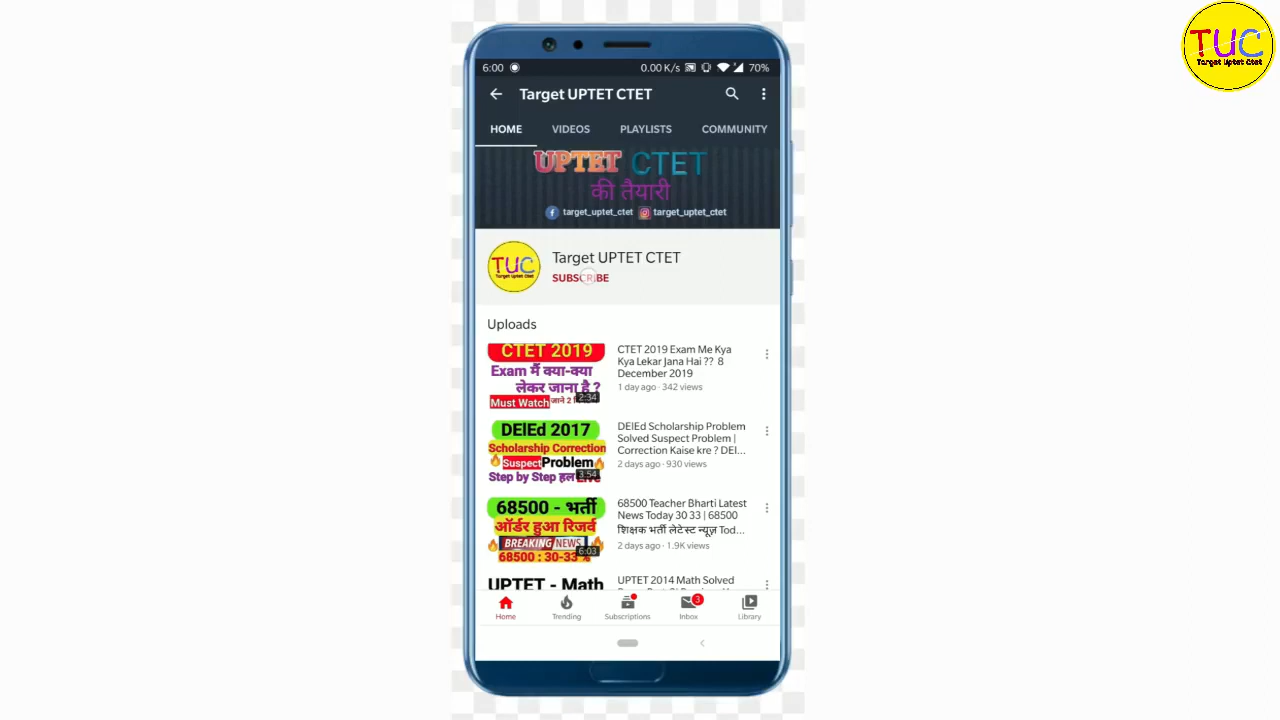 TUC
Target Uptet Ctet
6:00
0.00 K/s
70%
Target UPTET CTET
HOME VIDEOS PLAYLISTS COMMUNITY
UPTET CTET
की तैयारी
target_uptet_ctet target_uptet_ctet
TUC
Target Uptet Ctet
Target UPTET CTET
SUBSCRIBE
Uploads
CTET 2019
Exam मैं क्या-क्या
लेकर जाना है ?
Must Watch जाने 2
2:34
CTET 2019 Exam Me Kya
Kya Lekar Jana Hai ?? 8
December 2019
1 day ago · 342 views
DElEd 2017
Scholarship Correction
Suspect Problem
Step by Step हल Live
3:54
DElEd Scholarship Problem
Solved Suspect Problem |
Correction Kaise kre ? DEl...
2 days ago · 930 views
68500 - भर्ती
ऑर्डर हुआ रिजर्व
BREAKING NEWS
68500 : 30-33 %
6:03
68500 Teacher Bharti Latest
News Today 30 33 | 68500
शिक्षक भर्ती लेटेस्ट न्यूज़ Tod...
2 days ago · 1.9K views
UPTET - Math
UPTET 2014 Math Solved
Home Trending Subscriptions Inbox Library
3